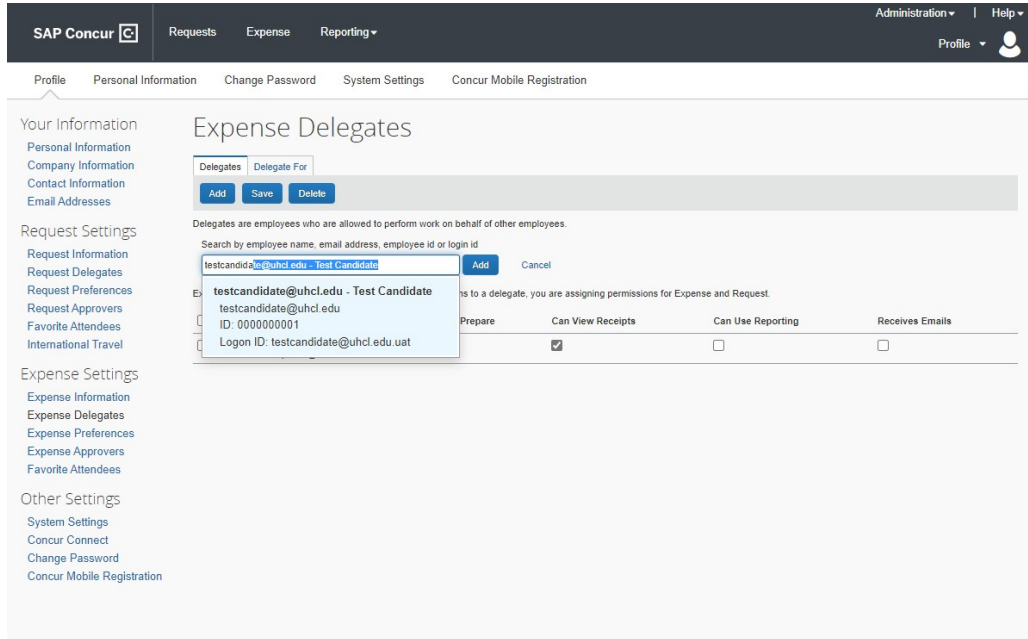 Administration | Help
SAP Concur C Requests Expense Reporting
Profile
Profile Personal Information Change Password System Settings Concur Mobile Registration
Your Information
Personal Information
Company Information
Contact Information
Email Addresses
Request Settings
Request Information
Request Delegates
Request Preferences
Request Approvers
Favorite Attendees
International Travel
Expense Settings
Expense Information
Expense Delegates
Expense Preferences
Expense Approvers
Favorite Attendees
Other Settings
System Settings
Concur Connect
Change Password
Concur Mobile Registration
Expense Delegates
Delegates Delegate For
Add Save Delete
Delegates are employees who are allowed to perform work on behalf of other employees.
Search by employee name, email address, employee id or login id
testcandidate@uhcl.edu - Test Candidate Add Cancel
testcandidate@uhcl.edu - Test Candidate
testcandidate@uhcl.edu
ID: 0000000001
Logon ID: testcandidate@uhcl.edu.uat
to a delegate, you are assigning permissions for Expense and Request.
Prepare Can View Receipts Can Use Reporting Receives Emails